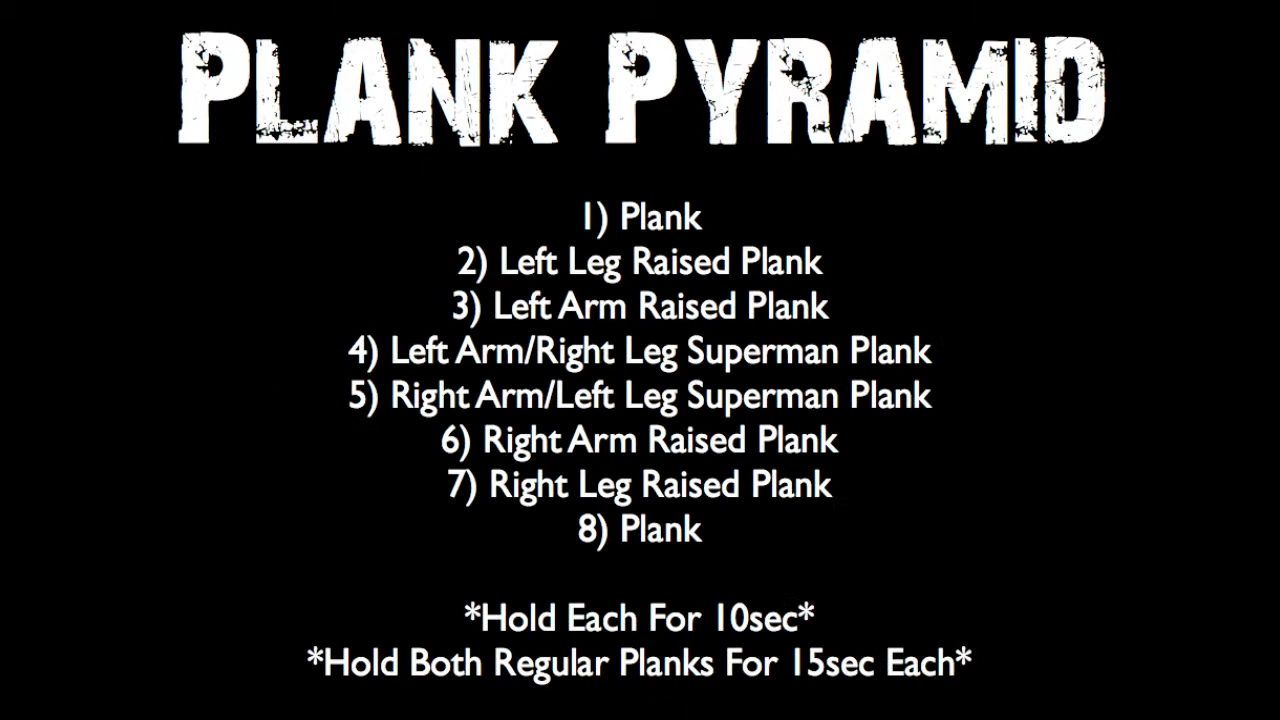 PLANK PYRAMID
1) Plank
2) Left Leg Raised Plank
3) Left Arm Raised Plank
4) Left Arm/Right Leg Superman Plank
5) Right Arm/Left Leg Superman Plank
6) Right Arm Raised Plank
7) Right Leg Raised Plank
8) Plank
*Hold Each For 10sec*
*Hold Both Regular Planks For 15sec Each*